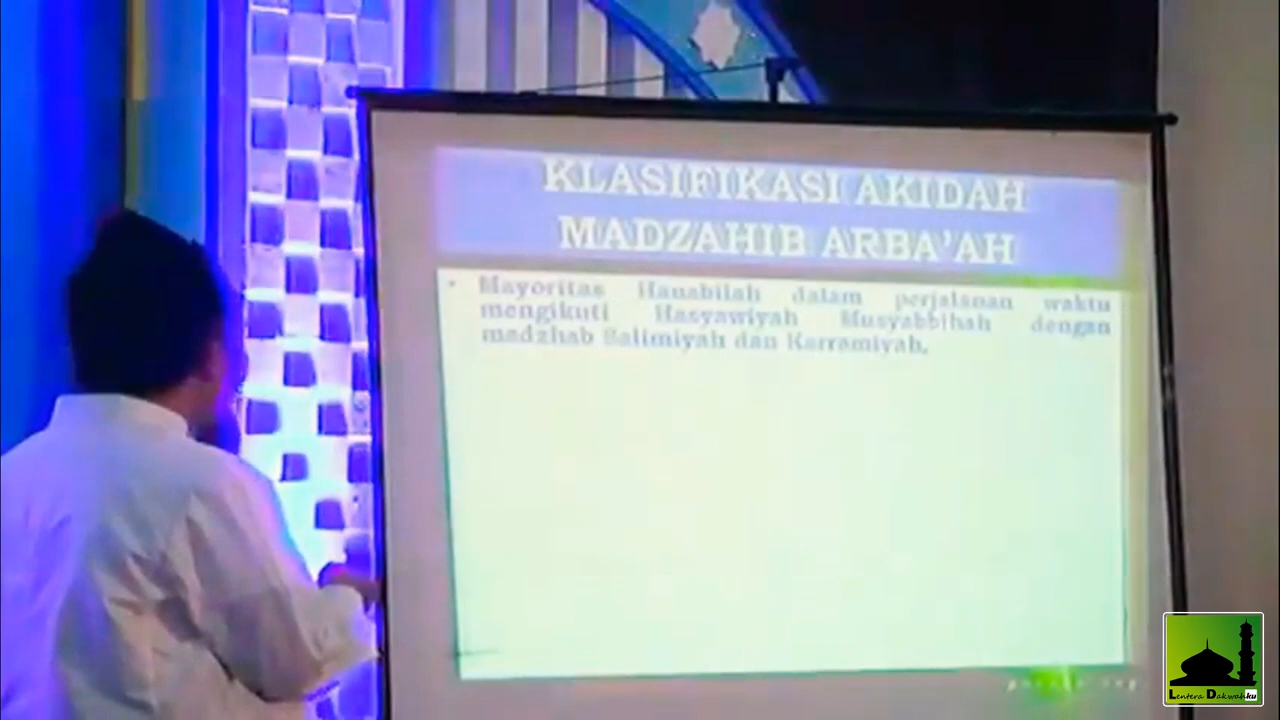 KLASIFIKASI AKIDAH
MADZAHIB ARBA'AH
• Mayoritas Hanabilah dalam perjalanan waktu
mengikuti Hasyawiyah Musyabbihah dengan
madzhab Salimiyah dan Karramiyah.
Lentera Dakwahku